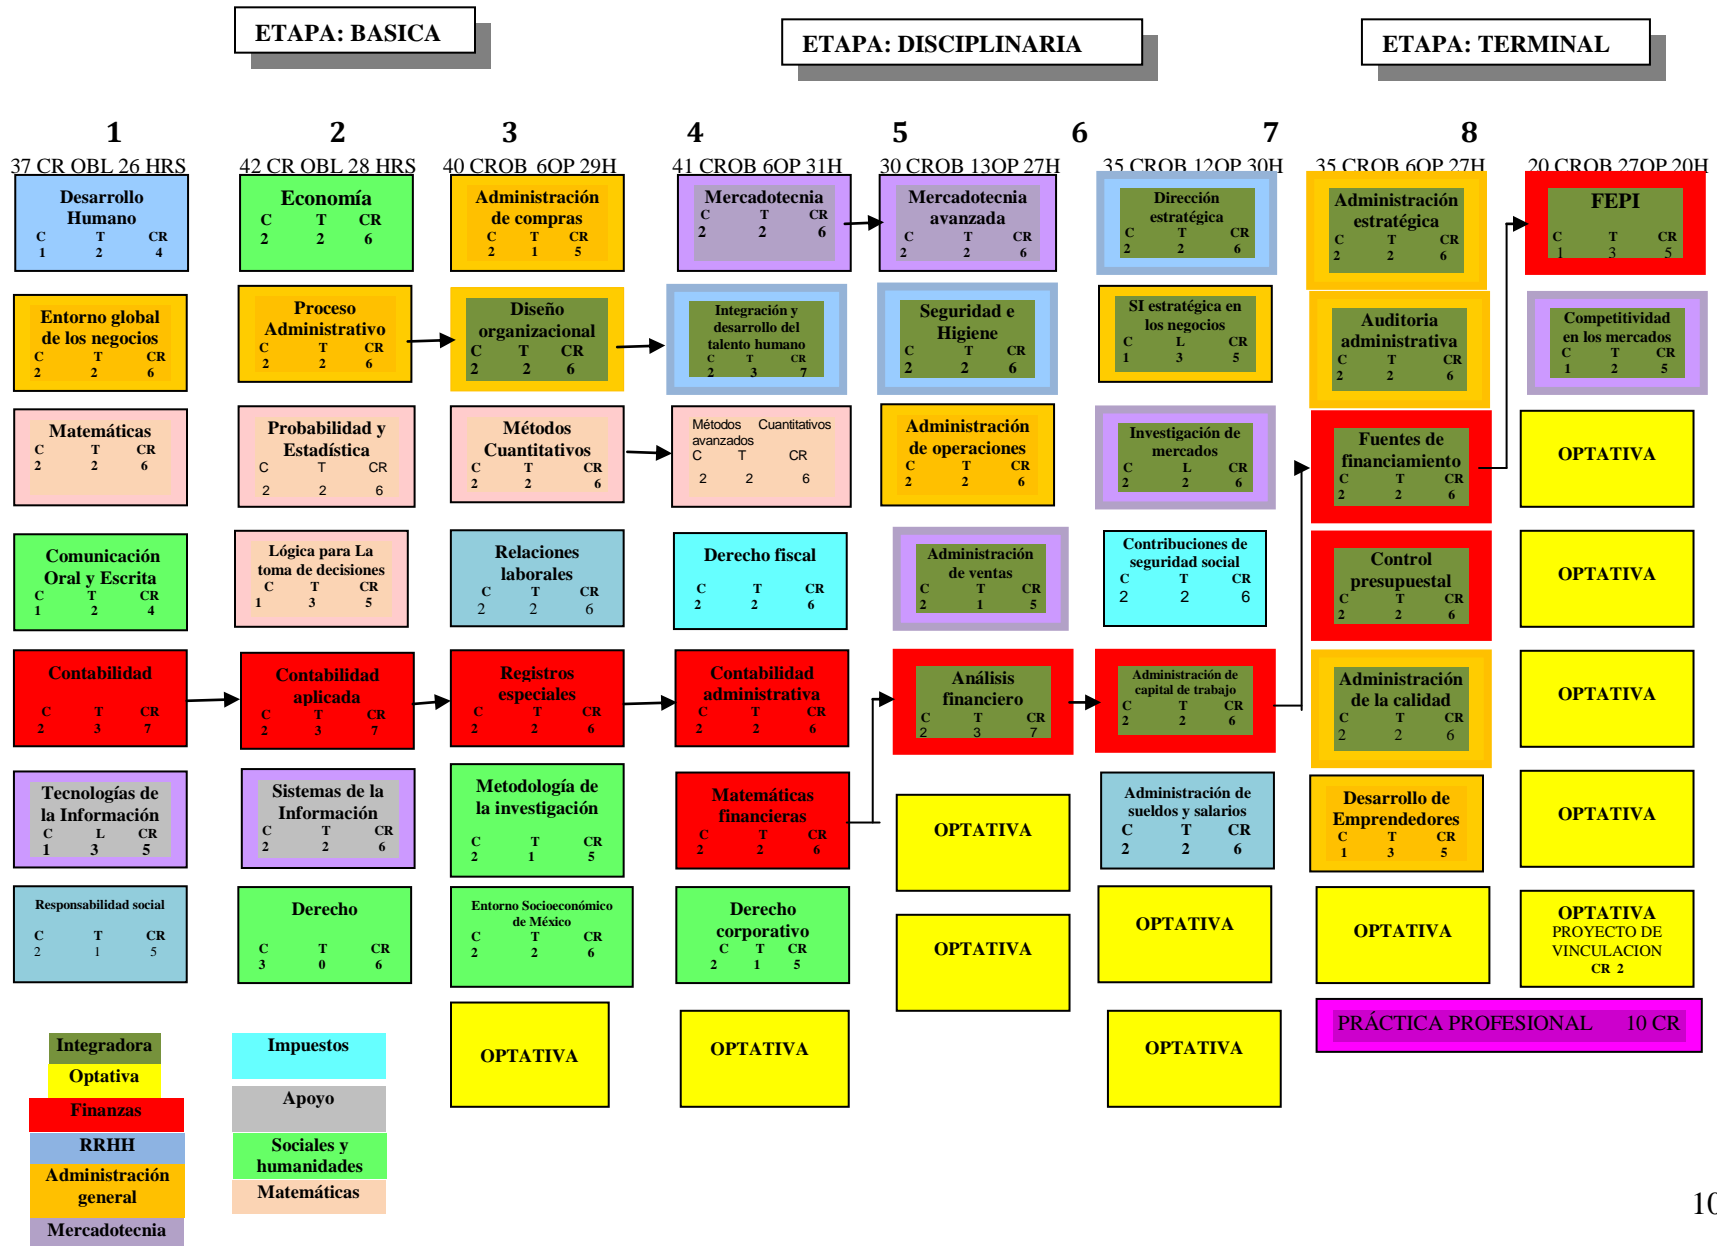 ETAPA: BASICA
ETAPA: DISCIPLINARIA
ETAPA: TERMINAL
1
2
3
4
5
6
7
8
37 CR OBL 26 HRS
42 CR OBL 28 HRS
40 CROB 6OP 29H
41 CROB 6OP 31H
30 CROB 13OP 27H
35 CROB 12OP 30H
35 CROB 6OP 27H
20 CROB 27OP 20H
Desarrollo
Humano
C T CR
1 2 4
Economía
C T CR
2 2 6
Administración
de compras
C T CR
2 1 5
Mercadotecnia
C T CR
2 2 6
Mercadotecnia
avanzada
C T CR
2 2 6
Dirección
estratégica
C T CR
2 2 6
Administración
estratégica
C T CR
2 2 6
FEPI
C T CR
1 3 5
Entorno global
de los negocios
C T CR
2 2 6
Proceso
Administrativo
C T CR
2 2 6
Diseño
organizacional
C T CR
2 2 6
Integración y
desarrollo del
talento humano
C T CR
2 3 7
Seguridad e
Higiene
C T CR
2 2 6
SI estratégica en
los negocios
C L CR
1 3 5
Auditoria
administrativa
C T CR
2 2 6
Competitividad
en los mercados
C T CR
1 2 5
Matemáticas
C T CR
2 2 6
Probabilidad y
Estadística
C T CR
2 2 6
Métodos
Cuantitativos
C T CR
2 2 6
Métodos Cuantitativos
avanzados
C T CR
2 2 6
Administración
de operaciones
C T CR
2 2 6
Investigación de
mercados
C L CR
2 2 6
Fuentes de
financiamiento
C T CR
2 2 6
OPTATIVA
Comunicación
Oral y Escrita
C T CR
1 2 4
Lógica para La
toma de decisiones
C T CR
1 3 5
Relaciones
laborales
C T CR
2 2 6
Derecho fiscal
C T CR
2 2 6
Administración
de ventas
C T CR
2 1 5
Contribuciones de
seguridad social
C T CR
2 2 6
Control
presupuestal
C T CR
2 2 6
OPTATIVA
Contabilidad
C T CR
2 3 7
Contabilidad
aplicada
C T CR
2 3 7
Registros
especiales
C T CR
2 2 6
Contabilidad
administrativa
C T CR
2 2 6
Análisis
financiero
C T CR
2 3 7
Administración de
capital de trabajo
C T CR
2 2 6
Administración
de la calidad
C T CR
2 2 6
OPTATIVA
Tecnologías de
la Información
C L CR
1 3 5
Sistemas de la
Información
C T CR
2 2 6
Metodología de
la investigación
C T CR
2 1 5
Matemáticas
financieras
C T CR
2 2 6
OPTATIVA
Administración de
sueldos y salarios
C T CR
2 2 6
Desarrollo de
Emprendedores
C T CR
1 3 5
OPTATIVA
Responsabilidad social
C T CR
2 1 5
Derecho
C T CR
3 0 6
Entorno Socioeconómico
de México
C T CR
2 2 6
Derecho
corporativo
C T CR
2 1 5
OPTATIVA
OPTATIVA
OPTATIVA
OPTATIVA
PROYECTO DE
VINCULACION
CR 2
OPTATIVA
OPTATIVA
OPTATIVA
PRÁCTICA PROFESIONAL 10 CR
Integradora
Optativa
Finanzas
RRHH
Administración
general
Mercadotecnia
Impuestos
Apoyo
Sociales y
humanidades
Matemáticas
10